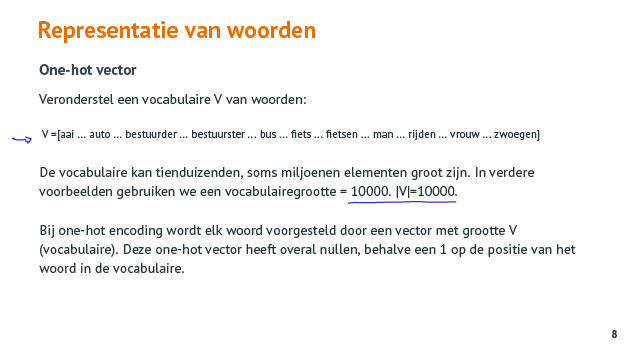 Representatie van woorden
One-hot vector
Veronderstel een vocabulaire V van woorden:
V =[aai ... auto ... bestuurder ... bestuurster ... bus ... fiets ... fietsen ... man ... rijden ... vrouw ... zwoegen]
De vocabulaire kan tienduizenden, soms miljoenen elementen groot zijn. In verdere
voorbeelden gebruiken we een vocabulairegrootte = 10000. |V|=10000.
Bij one-hot encoding wordt elk woord voorgesteld door een vector met grootte V
(vocabulaire). Deze one-hot vector heeft overal nullen, behalve een 1 op de positie van het
woord in de vocabulaire.
8